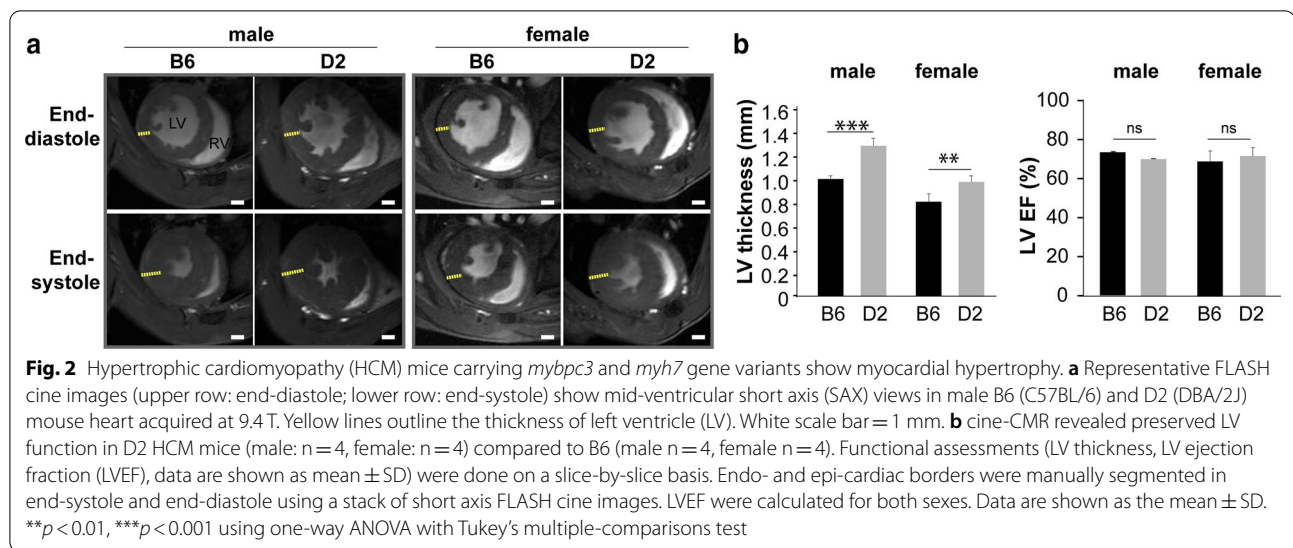 a
male
female
B6
D2
B6
D2
End-
diastole
LV
RV
End-
systole
b
male
female
LV thickness (mm)
1.6
1.4
1.2
1.0
0.8
0.6
0.4
0.2
0
***
**
B6 D2 B6 D2
male
female
LV EF (%)
100
80
60
40
20
0
ns
ns
B6 D2 B6 D2
Fig. 2 Hypertrophic cardiomyopathy (HCM) mice carrying mybpc3 and myh7 gene variants show myocardial hypertrophy. a Representative FLASH
cine images (upper row: end-diastole; lower row: end-systole) show mid-ventricular short axis (SAX) views in male B6 (C57BL/6) and D2 (DBA/2J)
mouse heart acquired at 9.4 T. Yellow lines outline the thickness of left ventricle (LV). White scale bar = 1 mm. b cine-CMR revealed preserved LV
function in D2 HCM mice (male: n = 4, female: n = 4) compared to B6 (male n = 4, female n = 4). Functional assessments (LV thickness, LV ejection
fraction (LVEF), data are shown as mean ± SD) were done on a slice-by-slice basis. Endo- and epi-cardiac borders were manually segmented in
end-systole and end-diastole using a stack of short axis FLASH cine images. LVEF were calculated for both sexes. Data are shown as the mean ± SD.
**p < 0.01, ***p < 0.001 using one-way ANOVA with Tukey's multiple-comparisons test